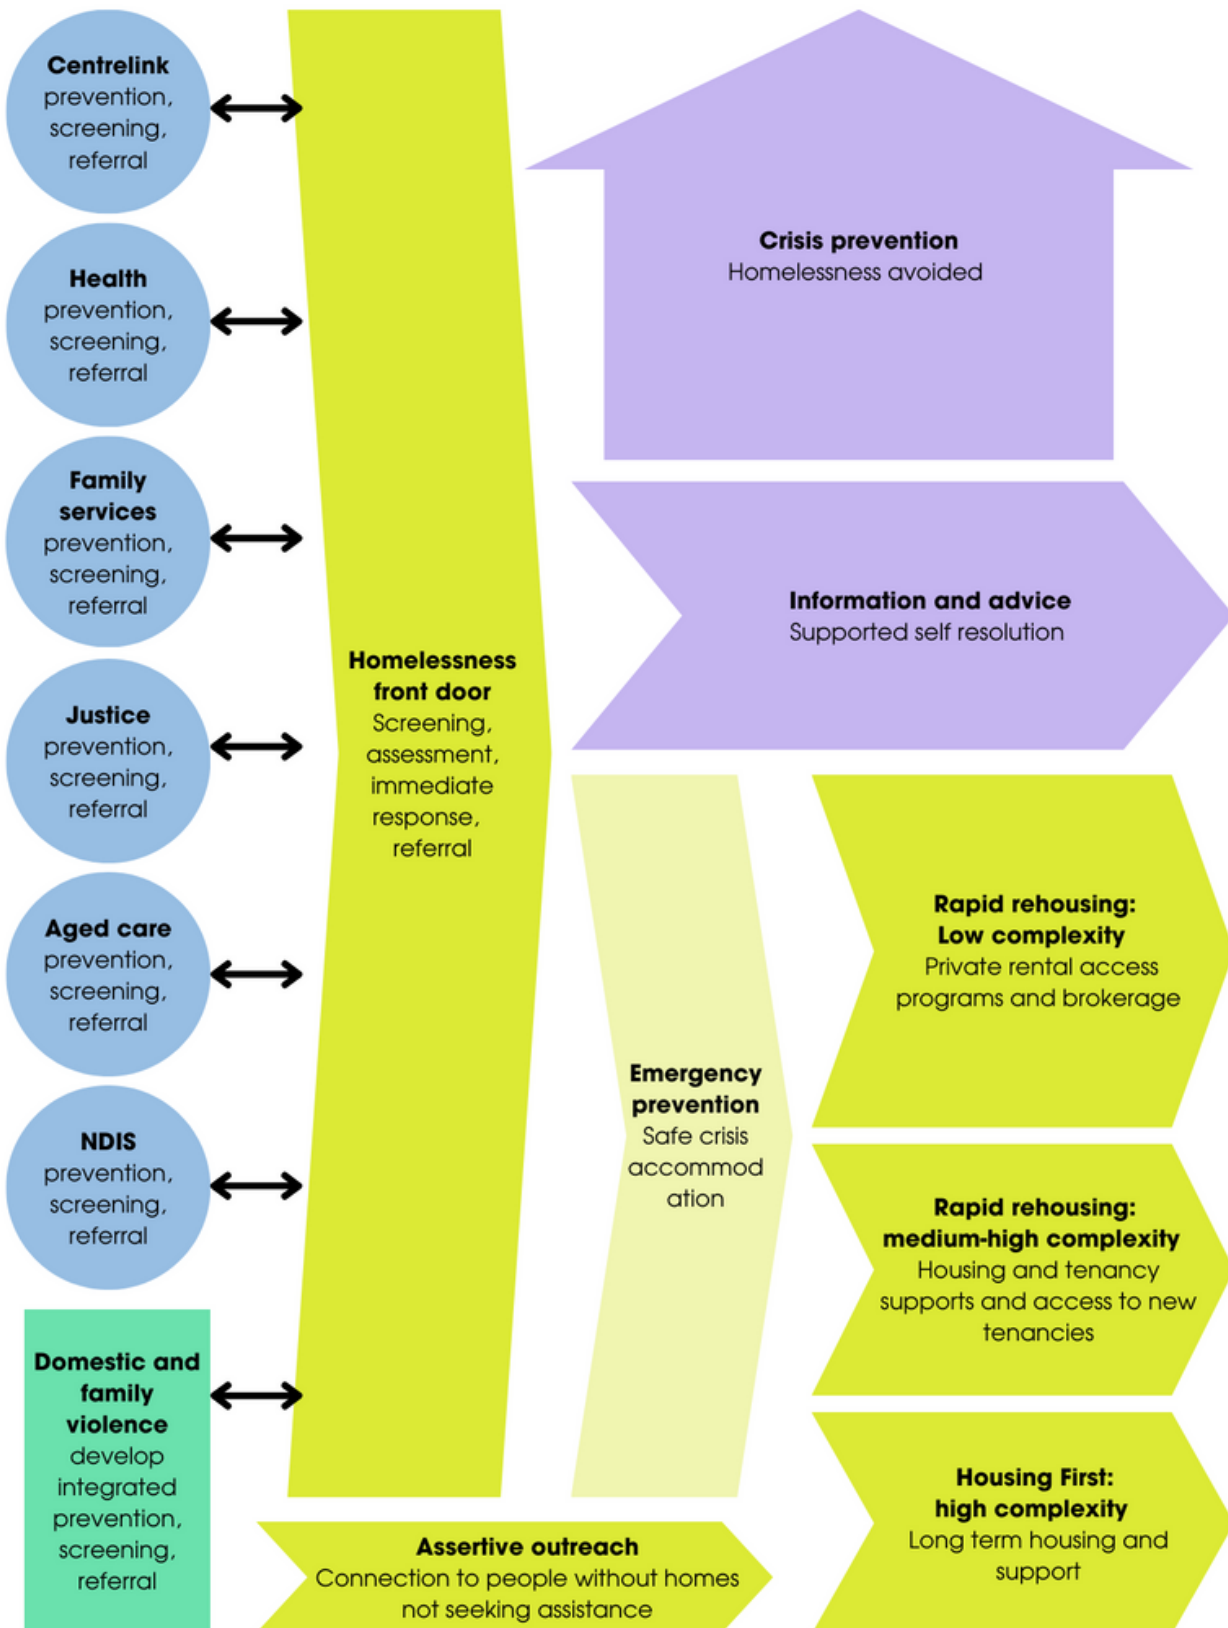 Centrelink
prevention,
screening,
referral
Health
prevention,
screening,
referral
Family
services
prevention,
screening,
referral
Justice
prevention,
screening,
referral
Aged care
prevention,
screening,
referral
NDIS
prevention,
screening,
referral
Domestic and
family
violence
develop
integrated
prevention,
screening,
referral
Homelessness
front door
Screening,
assessment,
immediate
response,
referral
Assertive outreach
Connection to people without homes
not seeking assistance
Crisis prevention
Homelessness avoided
Information and advice
Supported self resolution
Emergency
prevention
Safe crisis
accommod
ation
Rapid rehousing:
Low complexity
Private rental access
programs and brokerage
Rapid rehousing:
medium-high complexity
Housing and tenancy
supports and access to new
tenancies
Housing First:
high complexity
Long term housing and
support